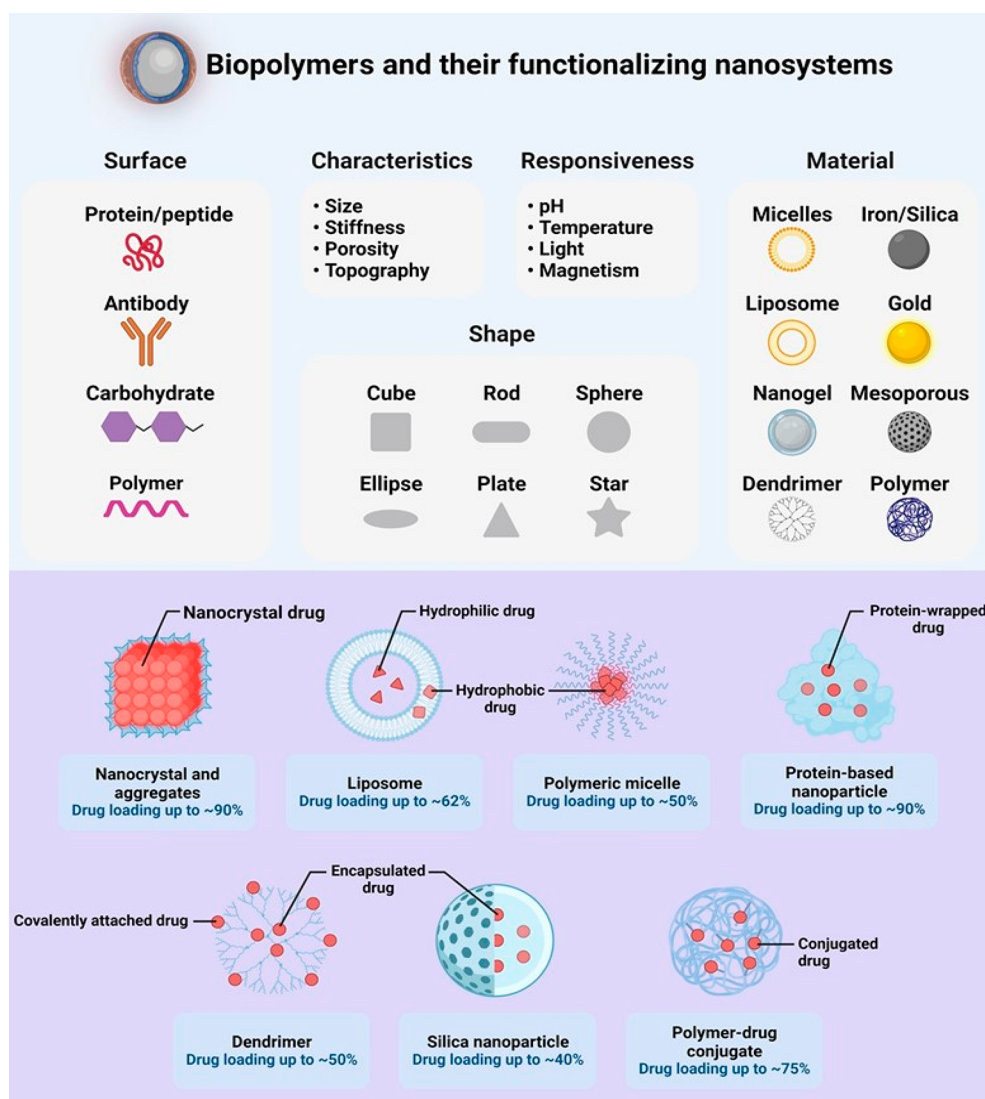 Biopolymers and their functionalizing nanosystems
Surface
Protein/peptide
Antibody
Carbohydrate
Polymer
Characteristics
• Size
• Stiffness
• Porosity
• Topography
Responsiveness
• pH
• Temperature
• Light
• Magnetism
Shape
Cube
Rod
Sphere
Ellipse
Plate
Star
Material
Micelles
Iron/Silica
Liposome
Gold
Nanogel
Mesoporous
Dendrimer
Polymer
Nanocrystal drug
Hydrophilic drug
Hydrophobic
drug
Protein-wrapped
drug
Nanocrystal and
aggregates
Drug loading up to ~90%
Liposome
Drug loading up to ~62%
Polymeric micelle
Drug loading up to ~50%
Protein-based
nanoparticle
Drug loading up to ~90%
Covalently attached drug
Encapsulated
drug
Conjugated
drug
Dendrimer
Drug loading up to ~50%
Silica nanoparticle
Drug loading up to ~40%
Polymer-drug
conjugate
Drug loading up to ~75%